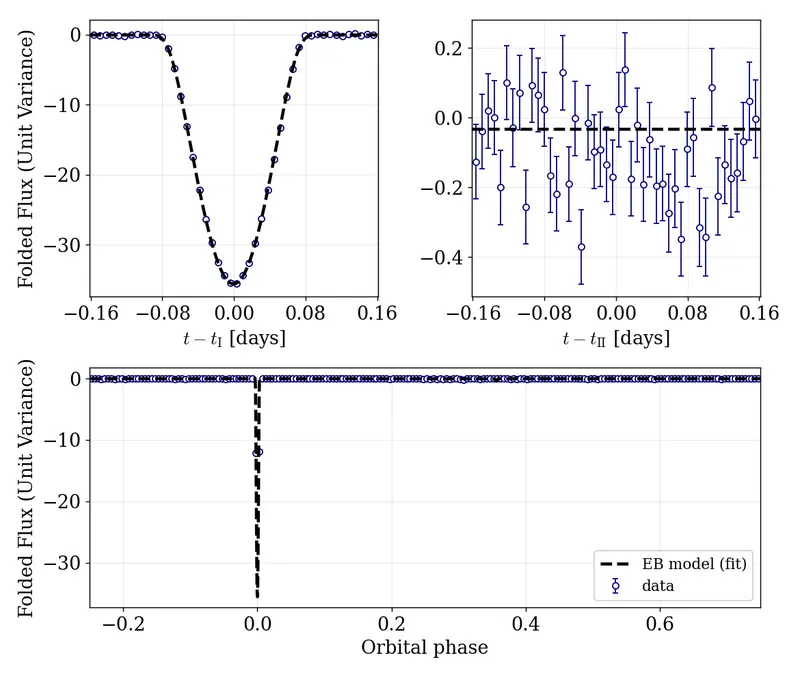 Folded Flux (Unit Variance)
0
−10
−20
−30
−0.16 −0.08 0.00 0.08 0.16
t − t_I [days]
0.2
0.0
−0.2
−0.4
−0.16 −0.08 0.00 0.08 0.16
t − t_II [days]
Folded Flux (Unit Variance)
0
−10
−20
−30
EB model (fit)
data
−0.2 0.0 0.2 0.4 0.6
Orbital phase